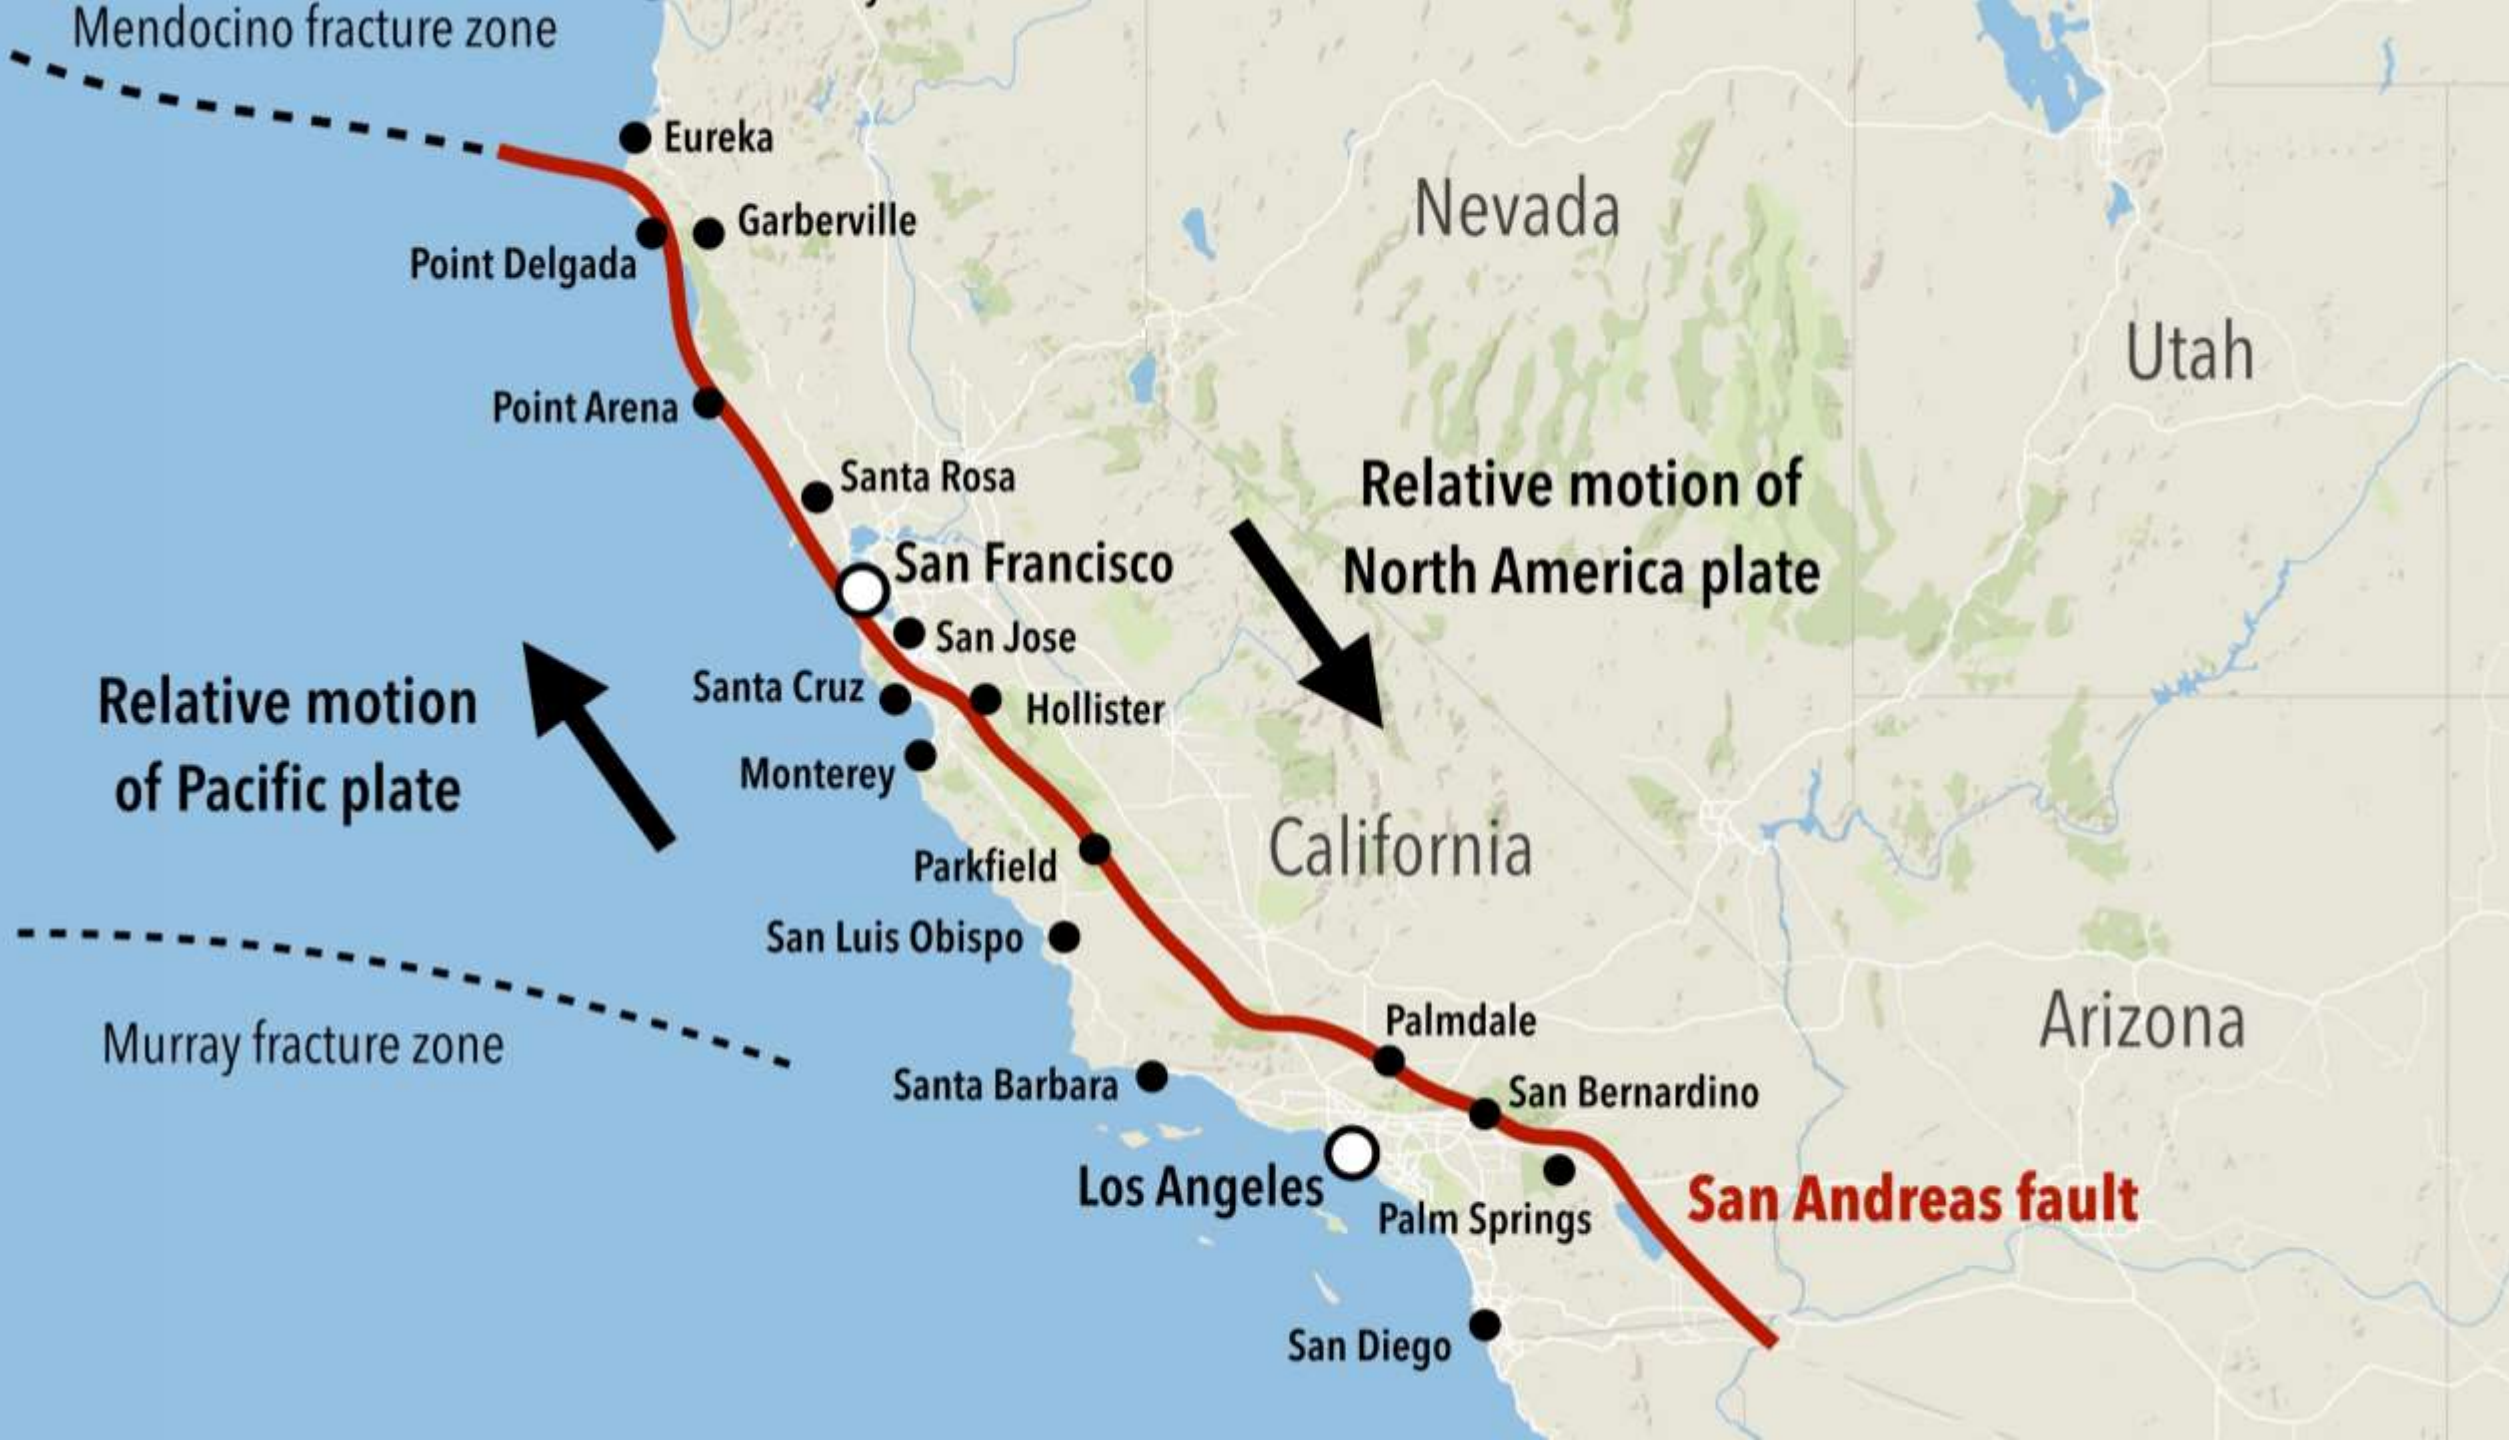 Mendocino fracture zone
Eureka
Garberville
Point Delgada
Nevada
Utah
Point Arena
Santa Rosa
Relative motion of
North America plate
San Francisco
San Jose
Santa Cruz
Hollister
Relative motion
of Pacific plate
Monterey
California
Parkfield
San Luis Obispo
Arizona
Palmdale
Murray fracture zone
Santa Barbara
San Bernardino
Los Angeles
Palm Springs
San Andreas fault
San Diego